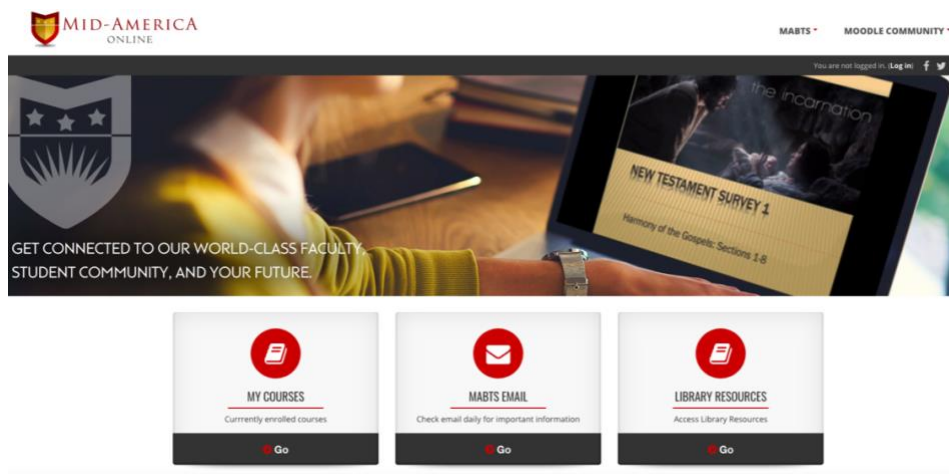 MID-AMERICA
ONLINE
MABTS
MOODLE COMMUNITY
You are not logged in. (Log in)
the incarnation
NEW TESTAMENT SURVEY 1
Harmony of the Gospels: Sections 1-8
GET CONNECTED TO OUR WORLD-CLASS FACULTY,
STUDENT COMMUNITY, AND YOUR FUTURE.
MY COURSES
Currrently enrolled courses
Go
MABTS EMAIL
Check email daily for important information
Go
LIBRARY RESOURCES
Access Library Resources
Go